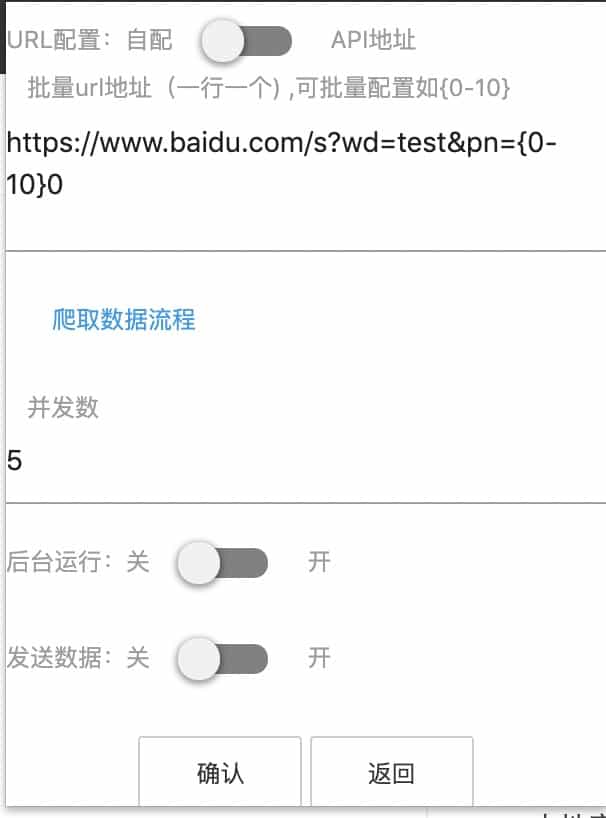 URL配置：自配 API地址
批量url地址（一行一个）,可批量配置如{0-10}
https://www.baidu.com/s?wd=test&pn={0-
10}0
爬取数据流程
并发数
5
后台运行：关 开
发送数据：关 开
确认 返回